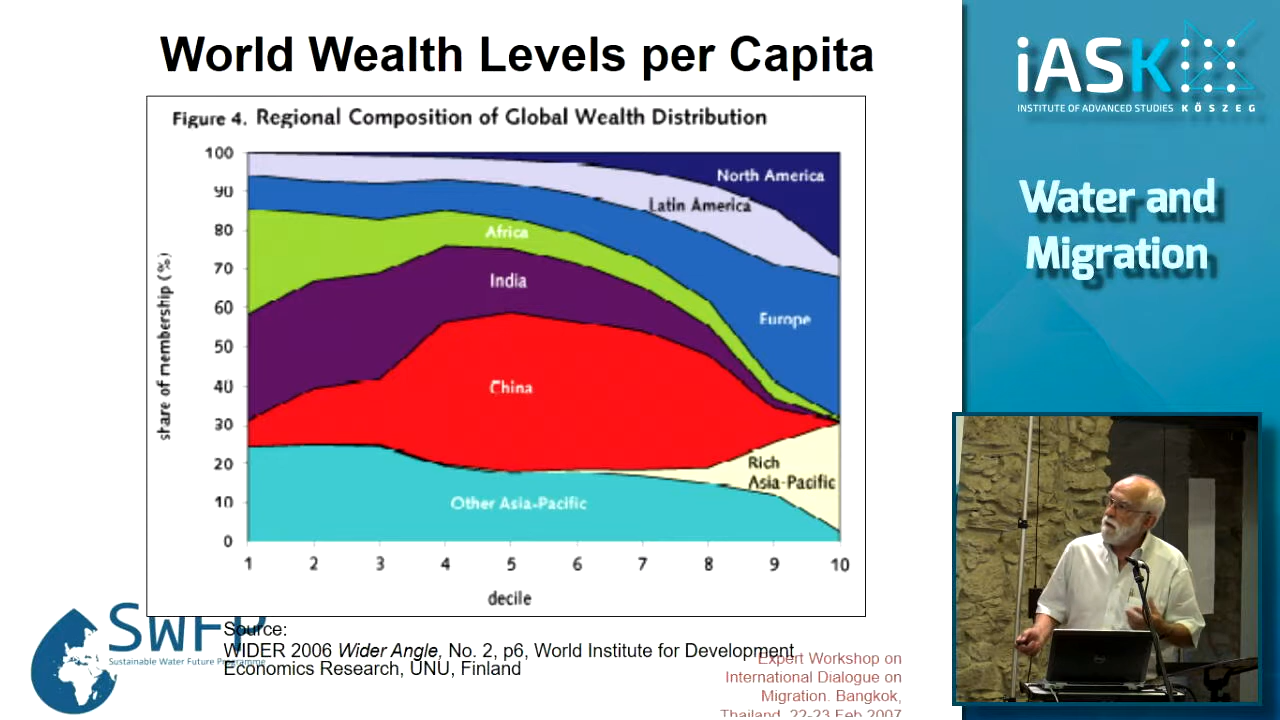 World Wealth Levels per Capita
Figure 4. Regional Composition of Global Wealth Distribution
100
90
80
70
60
50
40
30
20
10
0
share of membership (%)
North America
Latin America
Africa
India
Europe
China
Rich
Asia-Pacific
Other Asia-Pacific
1 2 3 4 5 6 7 8 9 10
decile
SWFP
Sustainable Water Future Programme
Source:
WIDER 2006 Wider Angle, No. 2, p6, World Institute for Development
Economics Research, UNU, Finland
Expert Workshop on
International Dialogue on
Migration. Bangkok,
Thailand, 22-23 Feb 2007
iASK
INSTITUTE OF ADVANCED STUDIES KŐSZEG
Water and
Migration